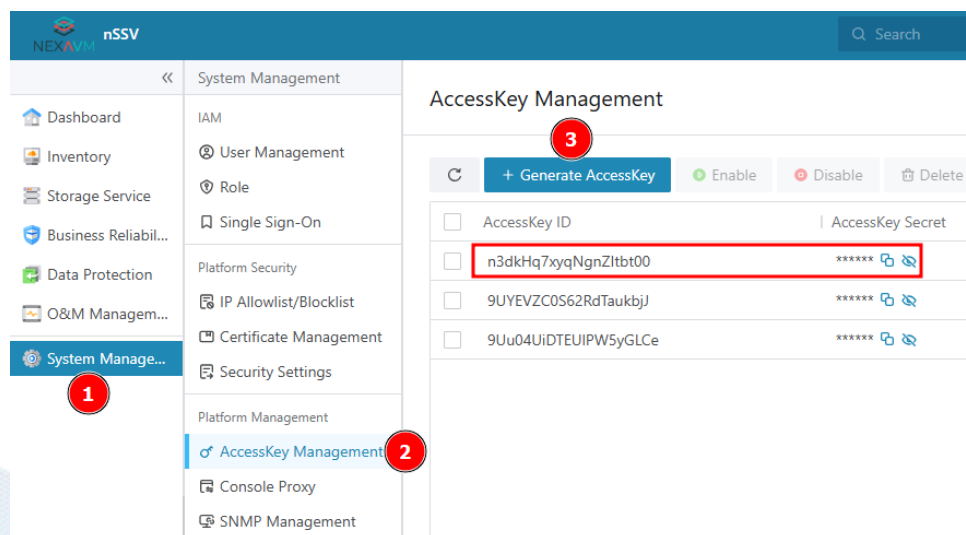 NEXAVM
nSSV
Search
System Management
Dashboard
Inventory
Storage Service
Business Reliabil...
Data Protection
O&M Managem...
System Manage...
1
IAM
User Management
Role
Single Sign-On
Platform Security
IP Allowlist/Blocklist
Certificate Management
Security Settings
Platform Management
AccessKey Management
2
Console Proxy
SNMP Management
AccessKey Management
3
+ Generate AccessKey
Enable
Disable
Delete
AccessKey ID
AccessKey Secret
n3dkHq7xyqNgnZItbt00 ******
9UYEVZC0S62RdTaukbjJ ******
9Uu04UiDTEUIPW5yGLCe ******